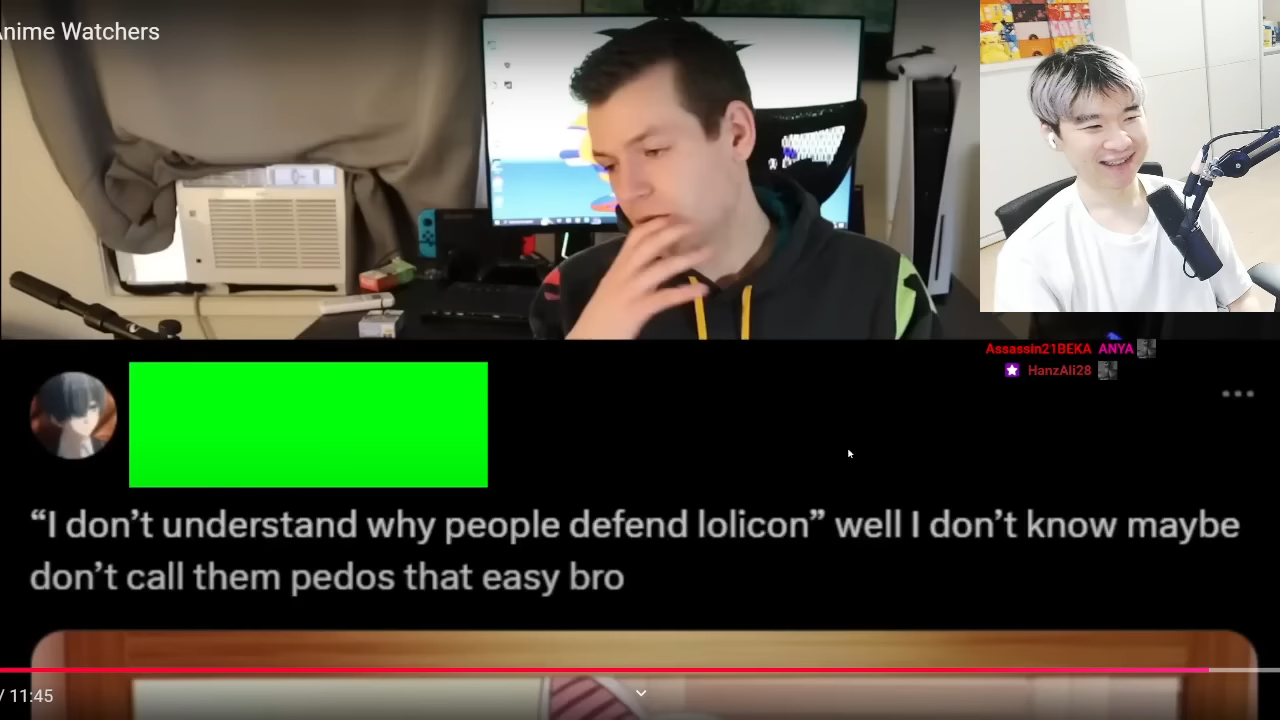 Anime Watchers
Assassin21BEKA ANYA
HanzAli28
“I don’t understand why people defend lolicon” well I don’t know maybe
don’t call them pedos that easy bro
/ 11:45